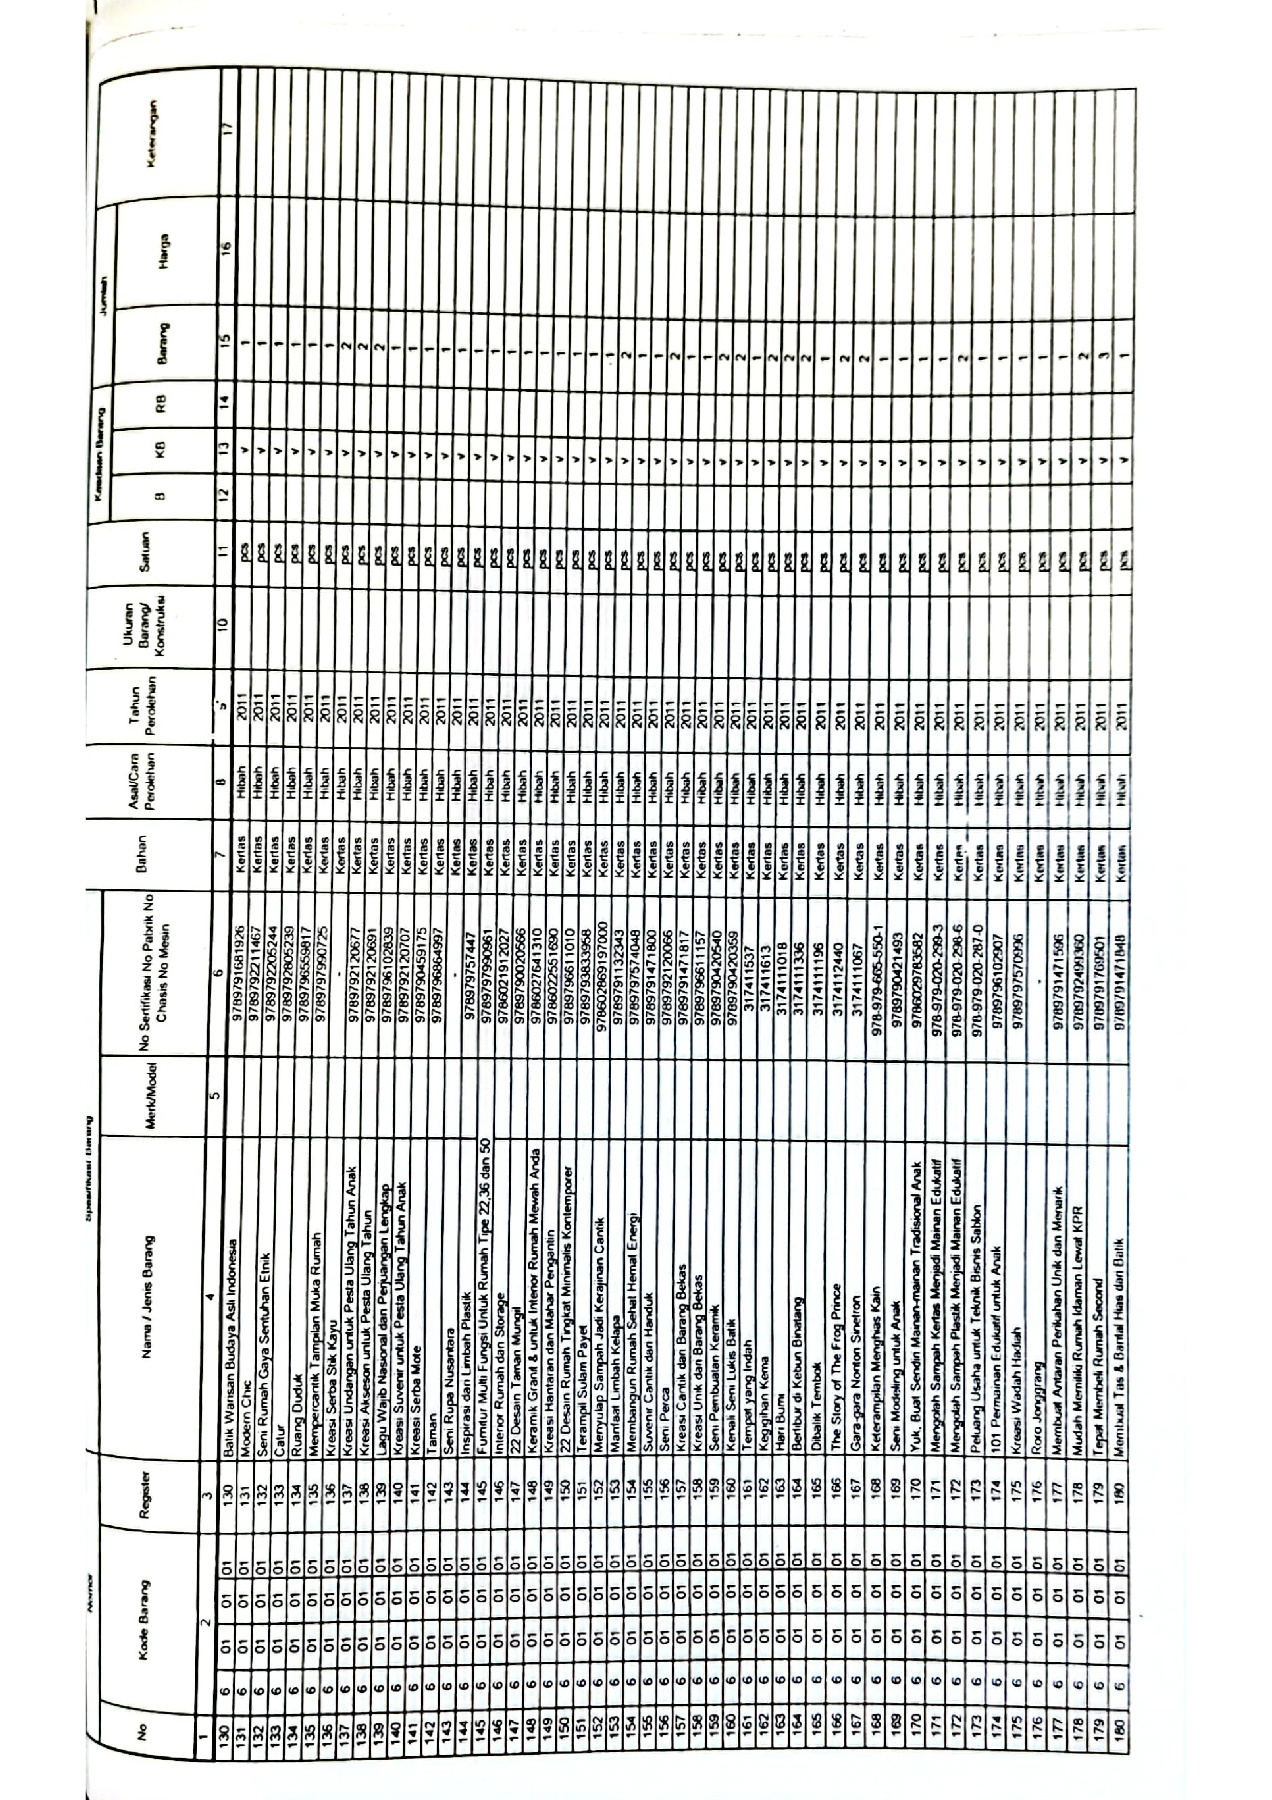 Spesifikasi Barang
Keadaan Barang
Jumlah
No Kode Barang Register Nama / Jenis Barang Merk/Model No Sertifikasi No Pabrik No Chasis No Mesin Bahan Asal/Cara Perolehan Tahun Perolehan Ukuran Barang/ Konstruksi Satuan B KB RB Barang Harga Keterangan
1 2 3 4 5 6 7 8 9 10 11 12 13 14 15 16 17
130 6 01 01 01 130 Batik Warisan Budaya Asli Indonesia 9789791681926 Kertas Hibah 2011 pcs v 1
131 6 01 01 01 131 Modern Chic 9789792211467 Kertas Hibah 2011 pcs v 1
132 6 01 01 01 132 Seni Rumah Gaya Sentuhan Etnik 9789792205244 Kertas Hibah 2011 pcs v 1
133 6 01 01 01 133 Catur 9789792805239 Kertas Hibah 2011 pcs v 1
134 6 01 01 01 134 Ruang Duduk 9789796559817 Kertas Hibah 2011 pcs v 1
135 6 01 01 01 135 Mempercantik Tampilan Muka Rumah 9789797990725 Kertas Hibah 2011 pcs v 1
136 6 01 01 01 136 Kreasi Serba Stik Kayu - Kertas Hibah 2011 pcs v 2
137 6 01 01 01 137 Kreasi Undangan untuk Pesta Ulang Tahun Anak 9789792120677 Kertas Hibah 2011 pcs v 2
138 6 01 01 01 138 Kreasi Aksesori untuk Pesta Ulang Tahun 9789792120691 Kertas Hibah 2011 pcs v 2
139 6 01 01 01 139 Lagu Wajib Nasional dan Perjuangan Lengkap 9789796102839 Kertas Hibah 2011 pcs v 1
140 6 01 01 01 140 Kreasi Suvenir untuk Pesta Ulang Tahun Anak 9789792120707 Kertas Hibah 2011 pcs v 1
141 6 01 01 01 141 Kreasi Serba Mote 9789790459175 Kertas Hibah 2011 pcs v 1
142 6 01 01 01 142 Taman 9789796864997 Kertas Hibah 2011 pcs v 1
143 6 01 01 01 143 Seni Rupa Nusantara - Kertas Hibah 2011 pcs v 1
144 6 01 01 01 144 Inspirasi dari Limbah Plastik 9789797757447 Kertas Hibah 2011 pcs v 1
145 6 01 01 01 145 Furnitur Multi Fungsi Untuk Rumah Tipe 22,36 dan 50 9789797990961 Kertas Hibah 2011 pcs v 1
146 6 01 01 01 146 Interior Rumah dan Storage 9786021912027 Kertas Hibah 2011 pcs v 1
147 6 01 01 01 147 22 Desain Taman Mungil 9789790020566 Kertas Hibah 2011 pcs v 1
148 6 01 01 01 148 Keramik Granit & untuk Interior Rumah Mewah Anda 9786027641310 Kertas Hibah 2011 pcs v 1
149 6 01 01 01 149 Kreasi Hantaran dan Mahar Pengantin 9786022551690 Kertas Hibah 2011 pcs v 1
150 6 01 01 01 150 22 Desain Rumah Tingkat Minimalis Kontemporer 9789796611010 Kertas Hibah 2011 pcs v 1
151 6 01 01 01 151 Terampil Sulam Payet 9789793833958 Kertas Hibah 2011 pcs v 1
152 6 01 01 01 152 Menyulap Sampah Jadi Kerajinan Cantik 978602869197000 Kertas Hibah 2011 pcs v 1
153 6 01 01 01 153 Manfaat Limbah Kelapa 9789791132343 Kertas Hibah 2011 pcs v 2
154 6 01 01 01 154 Membangun Rumah Sehat Hemat Energi 9789797574048 Kertas Hibah 2011 pcs v 1
155 6 01 01 01 155 Suvenir Cantik dari Handuk 9789791471800 Kertas Hibah 2011 pcs v 1
156 6 01 01 01 156 Seni Perca 9789792120066 Kertas Hibah 2011 pcs v 2
157 6 01 01 01 157 Kreasi Cantik dari Barang Bekas 9789791471817 Kertas Hibah 2011 pcs v 1
158 6 01 01 01 158 Kreasi Unik dari Barang Bekas 9789796611157 Kertas Hibah 2011 pcs v 1
159 6 01 01 01 159 Seni Pembuatan Keramik 9789790420540 Kertas Hibah 2011 pcs v 2
160 6 01 01 01 160 Kenali Seni Lukis Batik 9789790420359 Kertas Hibah 2011 pcs v 2
161 6 01 01 01 161 Tempat yang Indah 317411537 Kertas Hibah 2011 pcs v 1
162 6 01 01 01 162 Kegigihan Kema 317411613 Kertas Hibah 2011 pcs v 2
163 6 01 01 01 163 Hari Bumi 3174111018 Kertas Hibah 2011 pcs v 2
164 6 01 01 01 164 Berlibur di Kebun Binatang 3174111336 Kertas Hibah 2011 pcs v 2
165 6 01 01 01 165 Dibalik Tembok 3174111196 Kertas Hibah 2011 pcs v 1
166 6 01 01 01 166 The Story of The Frog Prince 3174112440 Kertas Hibah 2011 pcs v 2
167 6 01 01 01 167 Gara-gara Nonton Sinetron 3174111067 Kertas Hibah 2011 pcs v 2
168 6 01 01 01 168 Keterampilan Menghias Kain 978-979-665-550-1 Kertas Hibah 2011 pcs v 1
169 6 01 01 01 169 Seni Modeling untuk Anak 9789790421493 Kertas Hibah 2011 pcs v 1
170 6 01 01 01 170 Yuk, Buat Sendiri Mainan-mainan Tradisional Anak 9786029783582 Kertas Hibah 2011 pcs v 1
171 6 01 01 01 171 Mengolah Sampah Kertas Menjadi Mainan Edukatif 978-979-020-299-3 Kertas Hibah 2011 pcs v 1
172 6 01 01 01 172 Mengolah Sampah Plastik Menjadi Mainan Edukatif 978-979-020-298-6 Kertas Hibah 2011 pcs v 2
173 6 01 01 01 173 Peluang Usaha untuk Teknik Bisnis Sablon 978-979-020-287-0 Kertas Hibah 2011 pcs v 1
174 6 01 01 01 174 101 Permainan Edukatif untuk Anak 9789796102907 Kertas Hibah 2011 pcs v 1
175 6 01 01 01 175 Kreasi Wadah Hadiah 9789797570996 Kertas Hibah 2011 pcs v 1
176 6 01 01 01 176 Roro Jonggrang - Kertas Hibah 2011 pcs v 1
177 6 01 01 01 177 Membuat Antaran Perikahan Unik dan Menarik 9789791471596 Kertas Hibah 2011 pcs v 1
178 6 01 01 01 178 Mudah Memiliki Rumah Idaman Lewat KPR 9789792490360 Kertas Hibah 2011 pcs v 2
179 6 01 01 01 179 Tepat Membeli Rumah Second 9789791769501 Kertas Hibah 2011 pcs v 3
180 6 01 01 01 180 Membuat Tas & Bantal Hias dari Batik 9789791471848 Kertas Hibah 2011 pcs v 1